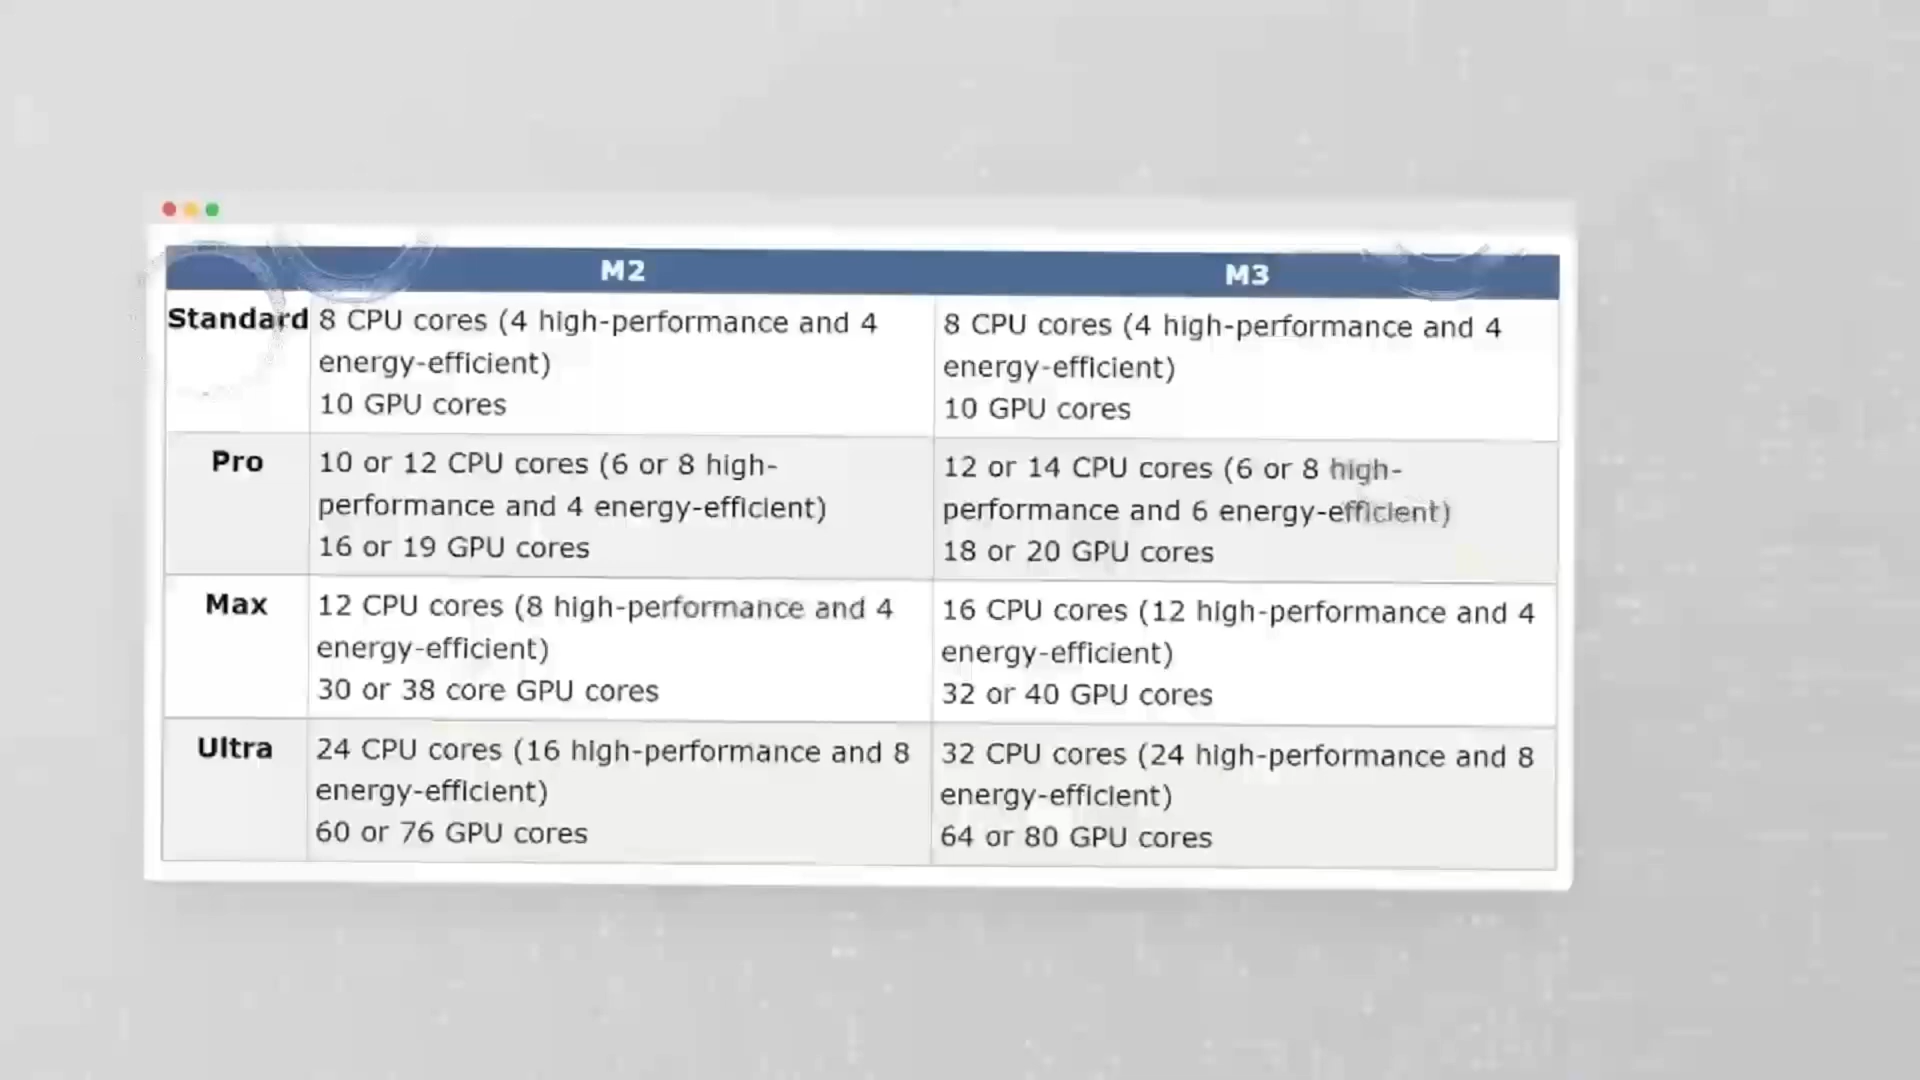 M2 M3
Standard 8 CPU cores (4 high-performance and 4 8 CPU cores (4 high-performance and 4
energy-efficient) energy-efficient)
10 GPU cores 10 GPU cores
Pro 10 or 12 CPU cores (6 or 8 high- 12 or 14 CPU cores (6 or 8 high-
performance and 4 energy-efficient) performance and 6 energy-efficient)
16 or 19 GPU cores 18 or 20 GPU cores
Max 12 CPU cores (8 high-performance and 4 16 CPU cores (12 high-performance and 4
energy-efficient) energy-efficient)
30 or 38 core GPU cores 32 or 40 GPU cores
Ultra 24 CPU cores (16 high-performance and 8 32 CPU cores (24 high-performance and 8
energy-efficient) energy-efficient)
60 or 76 GPU cores 64 or 80 GPU cores